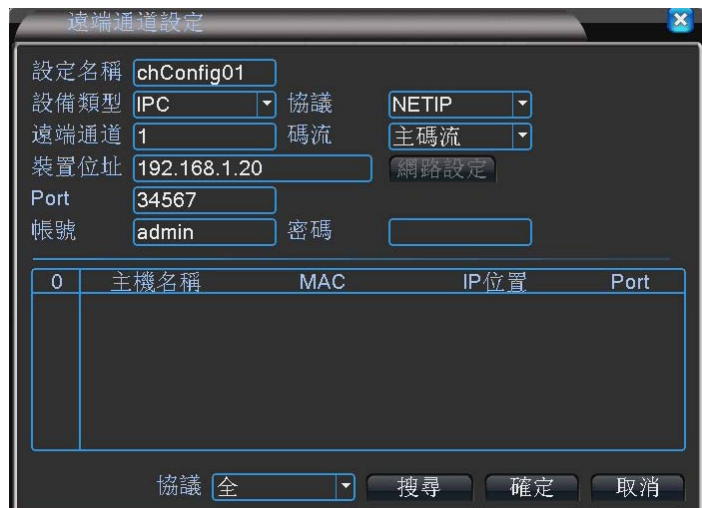 遠端通道設定
設定名稱 chConfig01
設備類型 IPC 協議 NETIP
遠端通道 1 碼流 主碼流
裝置位址 192.168.1.20 網路設定
Port 34567
帳號 admin 密碼
0 主機名稱 MAC IP位置 Port
協議 全 搜尋 確定 取消